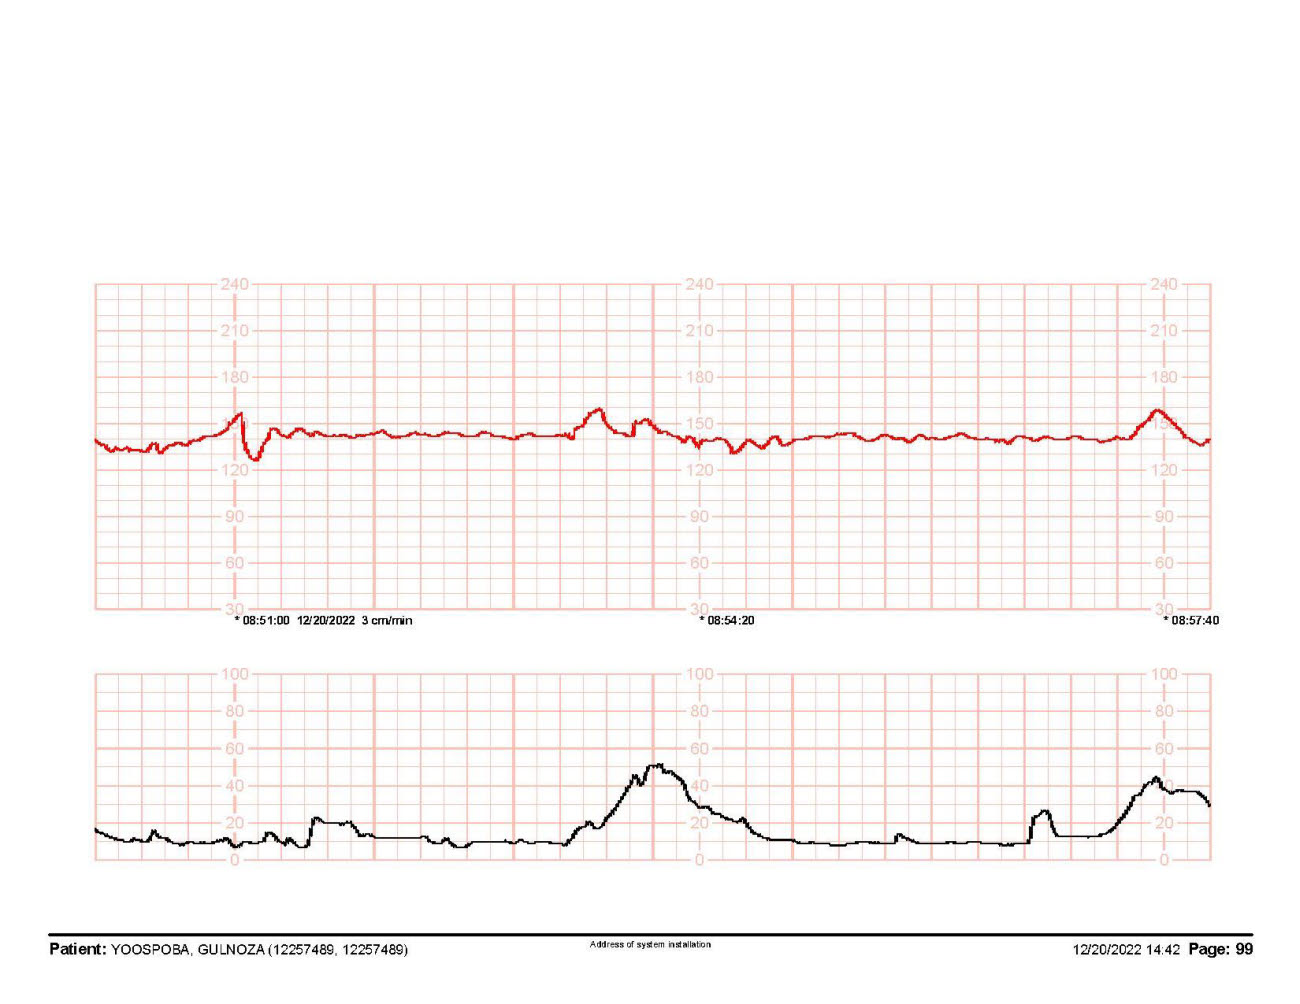 240 240 240
210 210 210
180 180 180
150 150 150
120 120 120
90 90 90
60 60 60
30 30 30
* 08:51:00 12/20/2022 3 cm/min * 08:54:20 * 08:57:40
100 100 100
80 80 80
60 60 60
40 40 40
20 20 20
0 0 0
Patient: YOOSPOBA, GULNOZA (12257489, 12257489) Address of system installation 12/20/2022 14:42 Page: 99